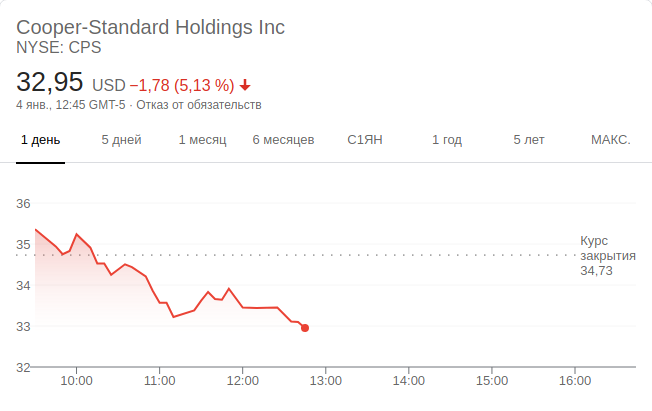 Cooper-Standard Holdings Inc
NYSE: CPS
32,95 USD −1,78 (5,13 %)
4 янв., 12:45 GMT-5 · Отказ от обязательств
1 день 5 дней 1 месяц 6 месяцев С1ЯН 1 год 5 лет МАКС.
36
35
34
33
32
Курс
закрытия
34,73
10:00 11:00 12:00 13:00 14:00 15:00 16:00